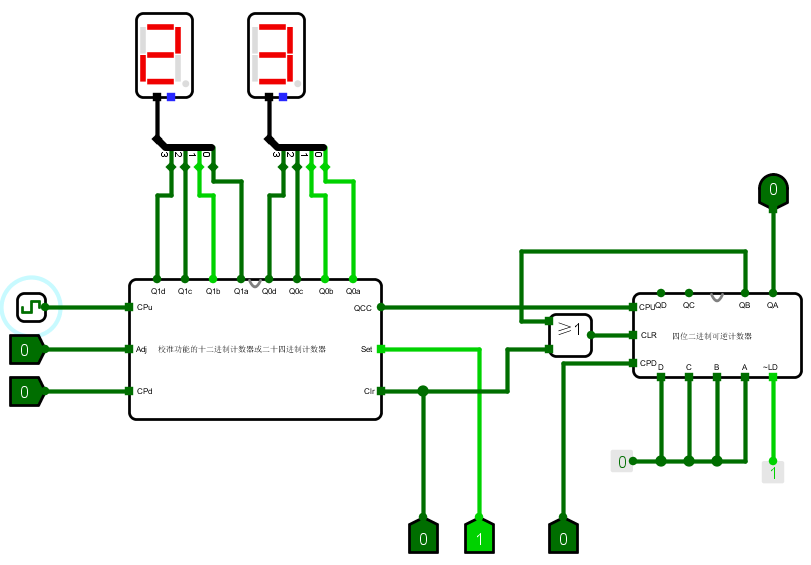 2 3
3 2 1 0 3 2 1 0
0
Q1d Q1c Q1b Q1a Q0d Q0c Q0b Q0a
CPu QCC
0 Adj 校准功能的十二进制计数器或二十四进制计数器 Set
0 CPd Clr
≥1
QD QC QB QA
CPU
CLR 四位二进制可逆计数器
CPD
D C B A ~LD
0 1
0 1 0